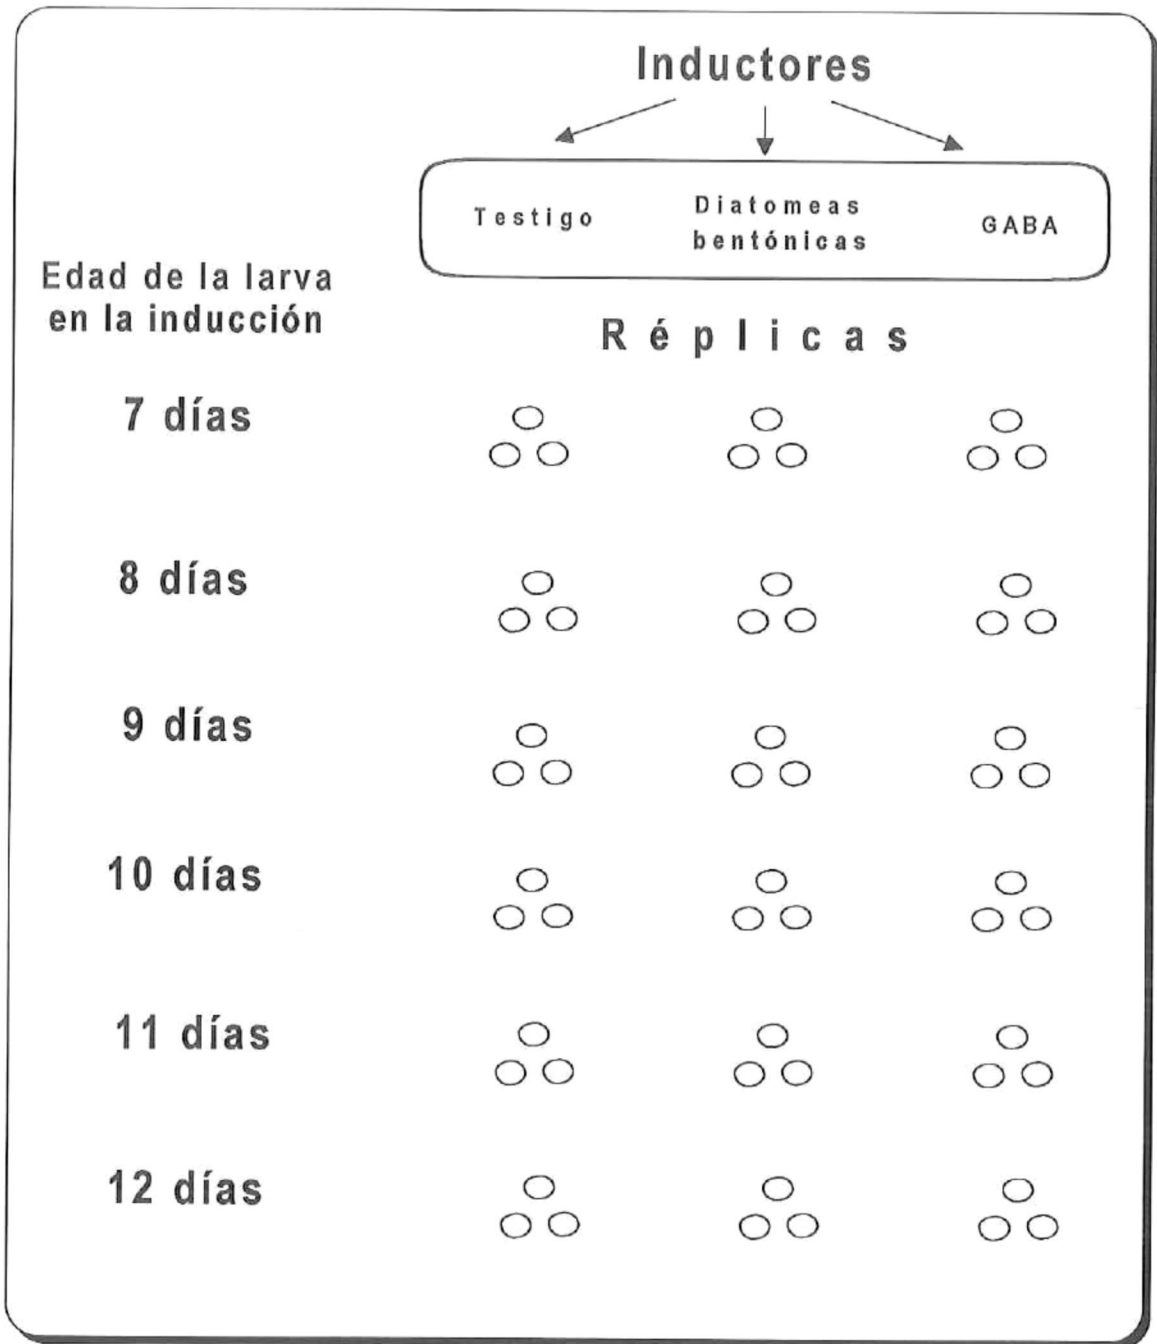 Inductores
Testigo
Diatomeas
bentónicas
GABA
Edad de la larva
en la inducción
Réplicas
7 días
8 días
9 días
10 días
11 días
12 días